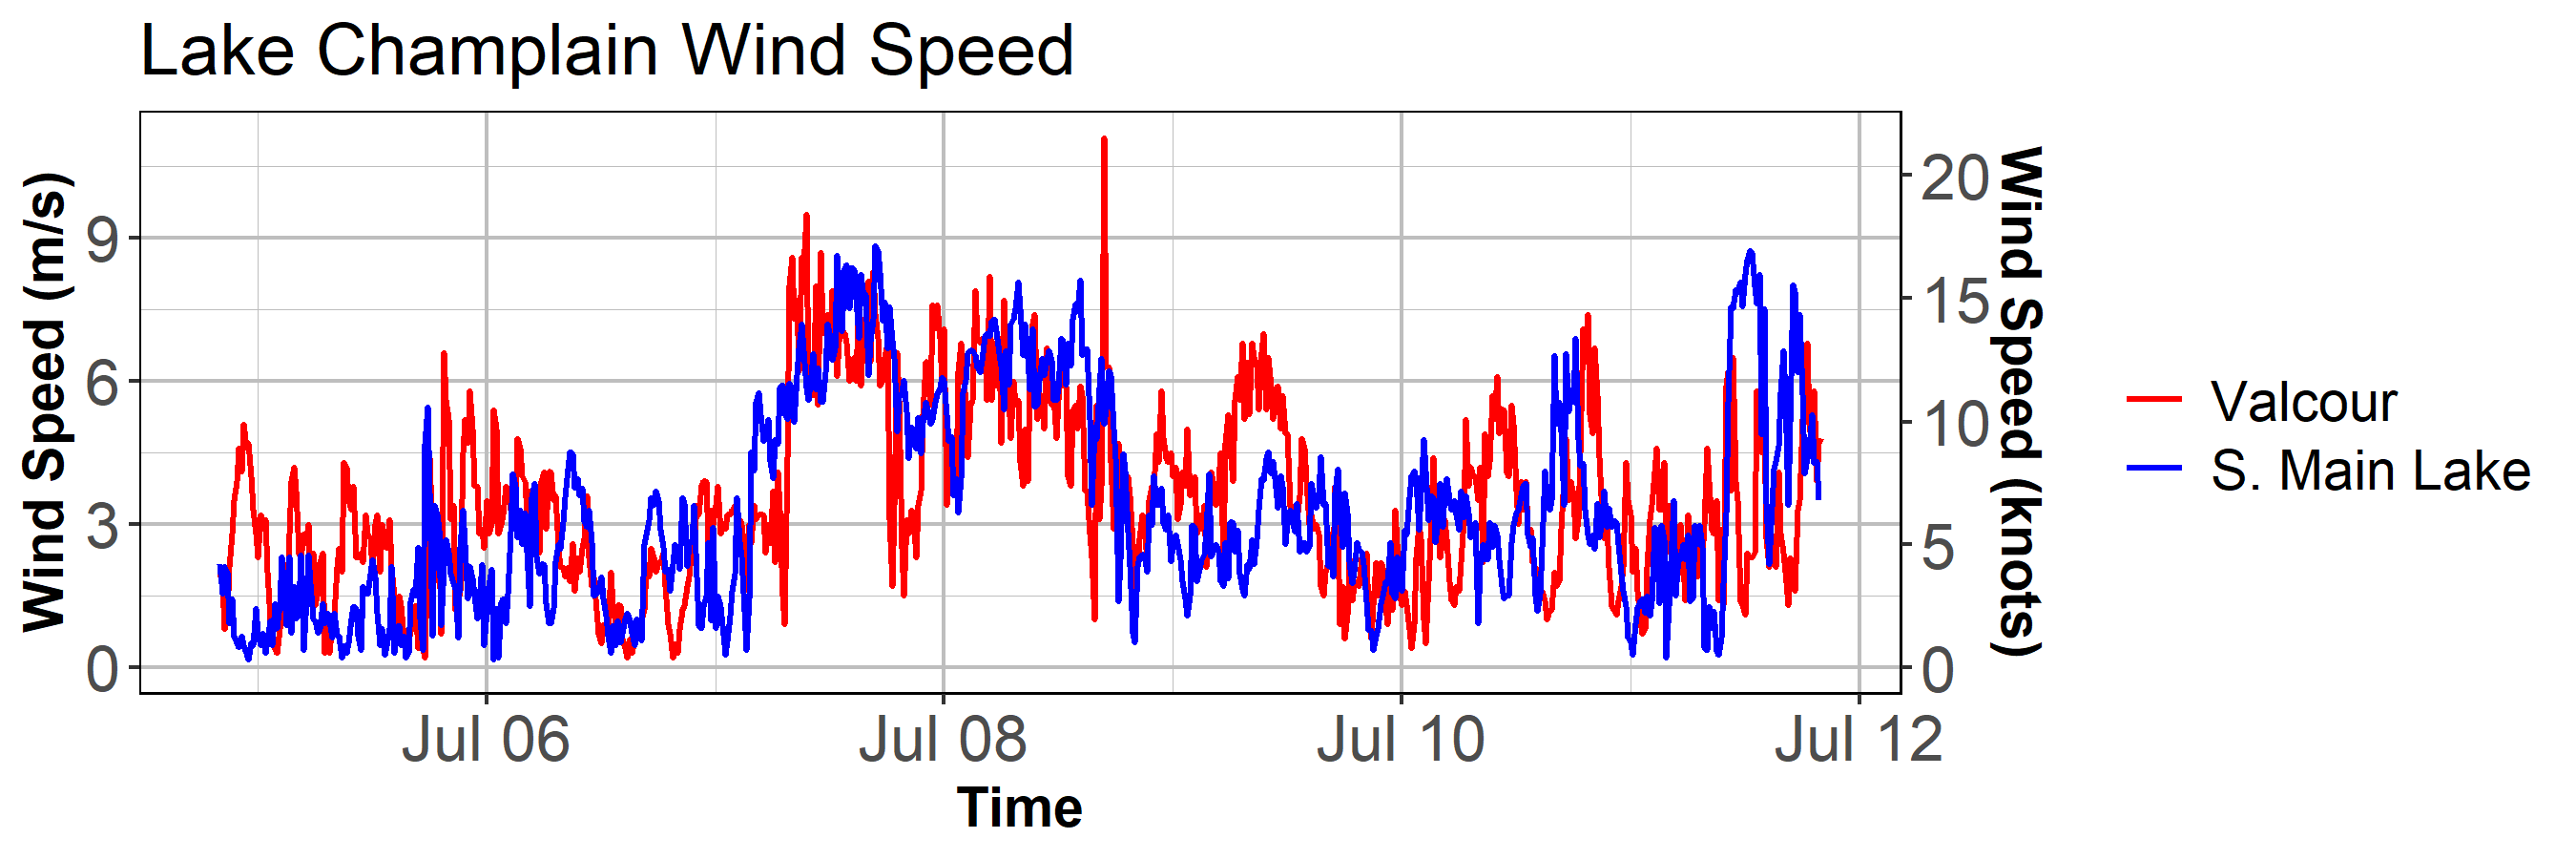 Lake Champlain Wind Speed
Wind Speed (m/s)
9
6
3
0
20
15
10
5
0
Wind Speed (knots)
Jul 06
Jul 08
Jul 10
Jul 12
Time
Valcour
S. Main Lake